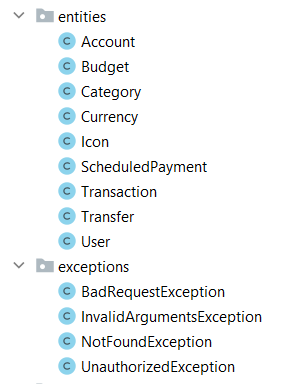 entities
C Account
C Budget
C Category
C Currency
C Icon
C ScheduledPayment
C Transaction
C Transfer
C User
exceptions
C BadRequestException
C InvalidArgumentsException
C NotFoundException
C UnauthorizedException